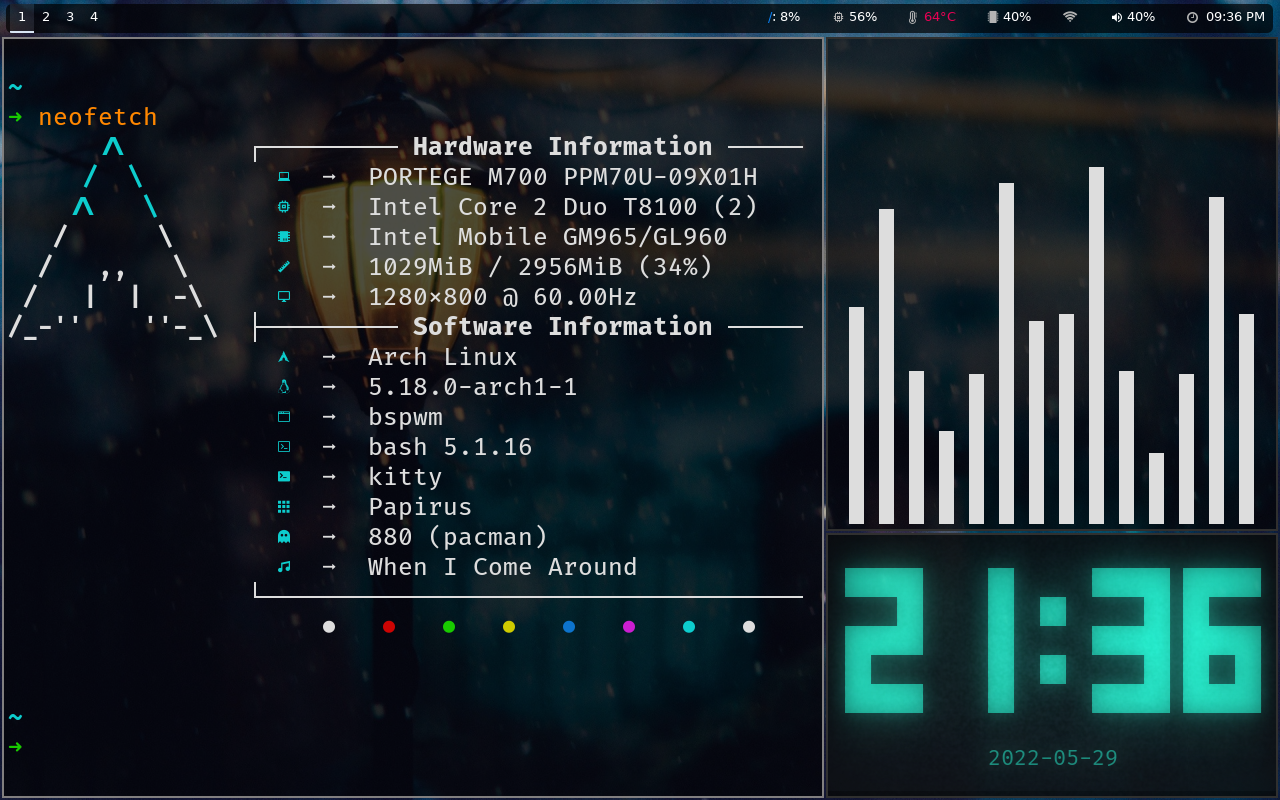 1 2 3 4
/: 8% 56% 64°C 40% 40% 09:36 PM
~
→ neofetch
Hardware Information
→ PORTEGE M700 PPM70U-09X01H
→ Intel Core 2 Duo T8100 (2)
→ Intel Mobile GM965/GL960
→ 1029MiB / 2956MiB (34%)
→ 1280×800 @ 60.00Hz
Software Information
→ Arch Linux
→ 5.18.0-arch1-1
→ bspwm
→ bash 5.1.16
→ kitty
→ Papirus
→ 880 (pacman)
→ When I Come Around
~
→
21:36
2022-05-29